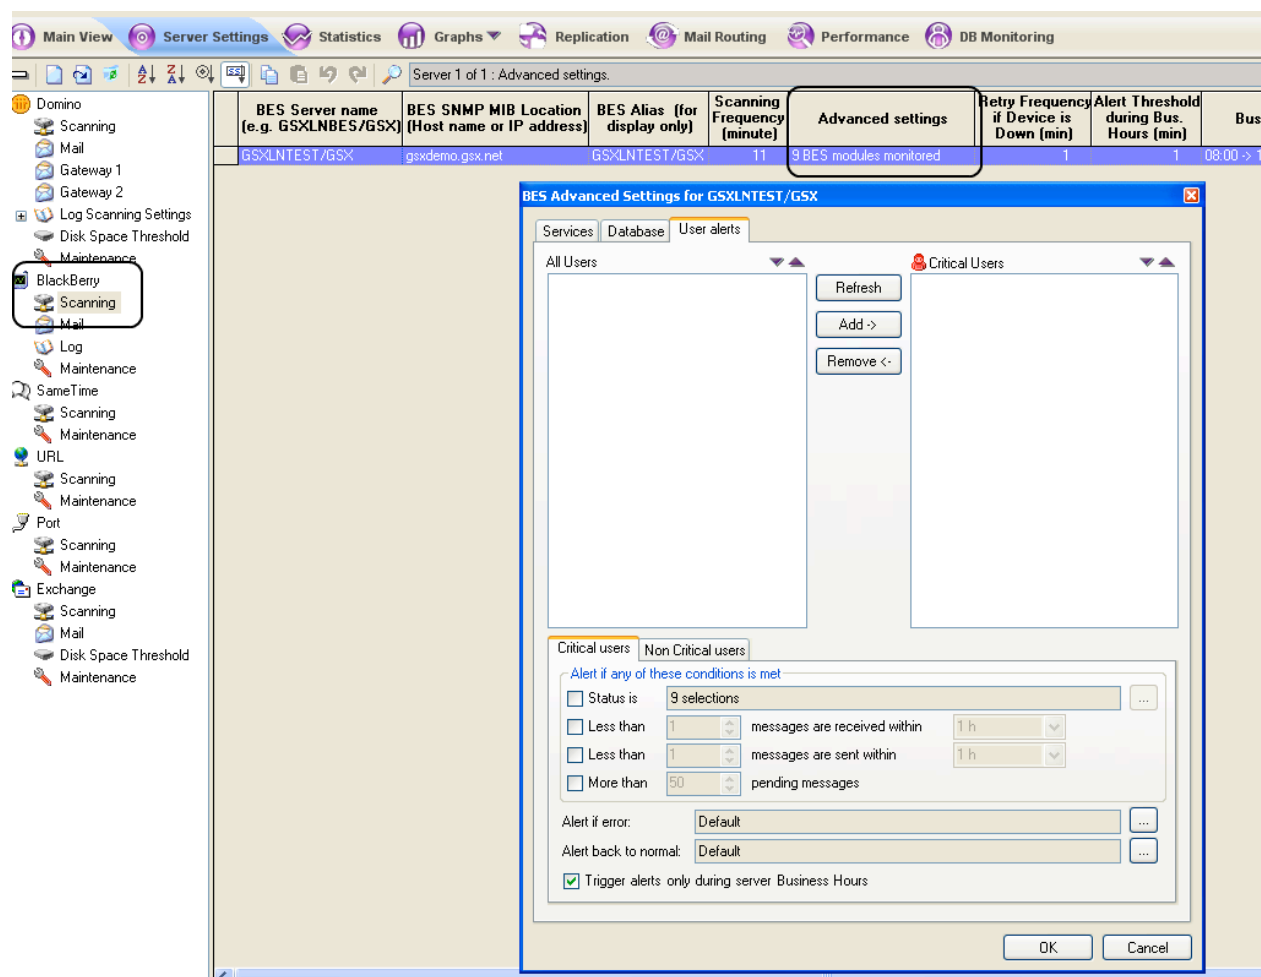 Main View
Server Settings
Statistics
Graphs
Replication
Mail Routing
Performance
DB Monitoring
Server 1 of 1 : Advanced settings.
Domino
Scanning
Mail
Gateway 1
Gateway 2
Log Scanning Settings
Disk Space Threshold
Maintenance
BlackBerry
Scanning
Mail
Log
Maintenance
SameTime
Scanning
Maintenance
URL
Scanning
Maintenance
Port
Scanning
Maintenance
Exchange
Scanning
Mail
Disk Space Threshold
Maintenance
BES Server name
(e.g. GSXLNBES/GSX)
BES SNMP MIB Location
(Host name or IP address)
BES Alias (for
display only)
Scanning
Frequency
(minute)
Advanced settings
Retry Frequency
if Device is
Down (min)
Alert Threshold
during Bus.
Hours (min)
Bus
GSXLNTEST/GSX
gsxdemo.gsx.net
GSXLNTEST/GSX
11
9 BES modules monitored
1
1
08:00 -> 1
BES Advanced Settings for GSXLNTEST/GSX
Services
Database
User alerts
All Users
Critical Users
Refresh
Add ->
Remove <-
Critical users
Non Critical users
Alert if any of these conditions is met
Status is
9 selections
...
Less than
1
messages are received within
1 h
Less than
1
messages are sent within
1 h
More than
50
pending messages
Alert if error:
Default
...
Alert back to normal:
Default
...
Trigger alerts only during server Business Hours
OK
Cancel